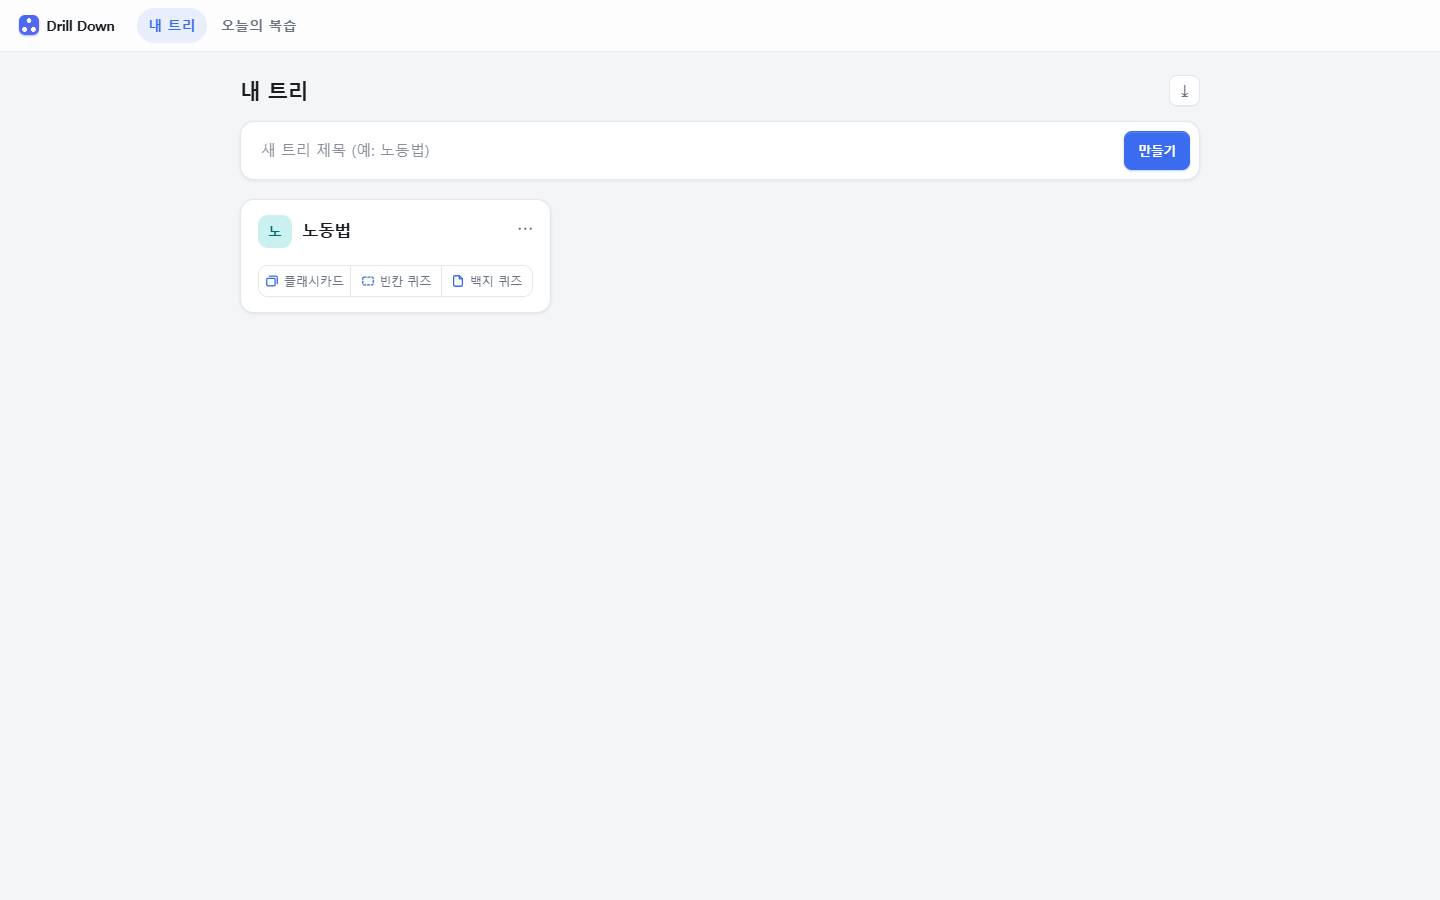 Drill Down
내 트리
오늘의 복습
내 트리
새 트리 제목 (예: 노동법)
만들기
노
노동법
플래시카드
빈칸 퀴즈
백지 퀴즈